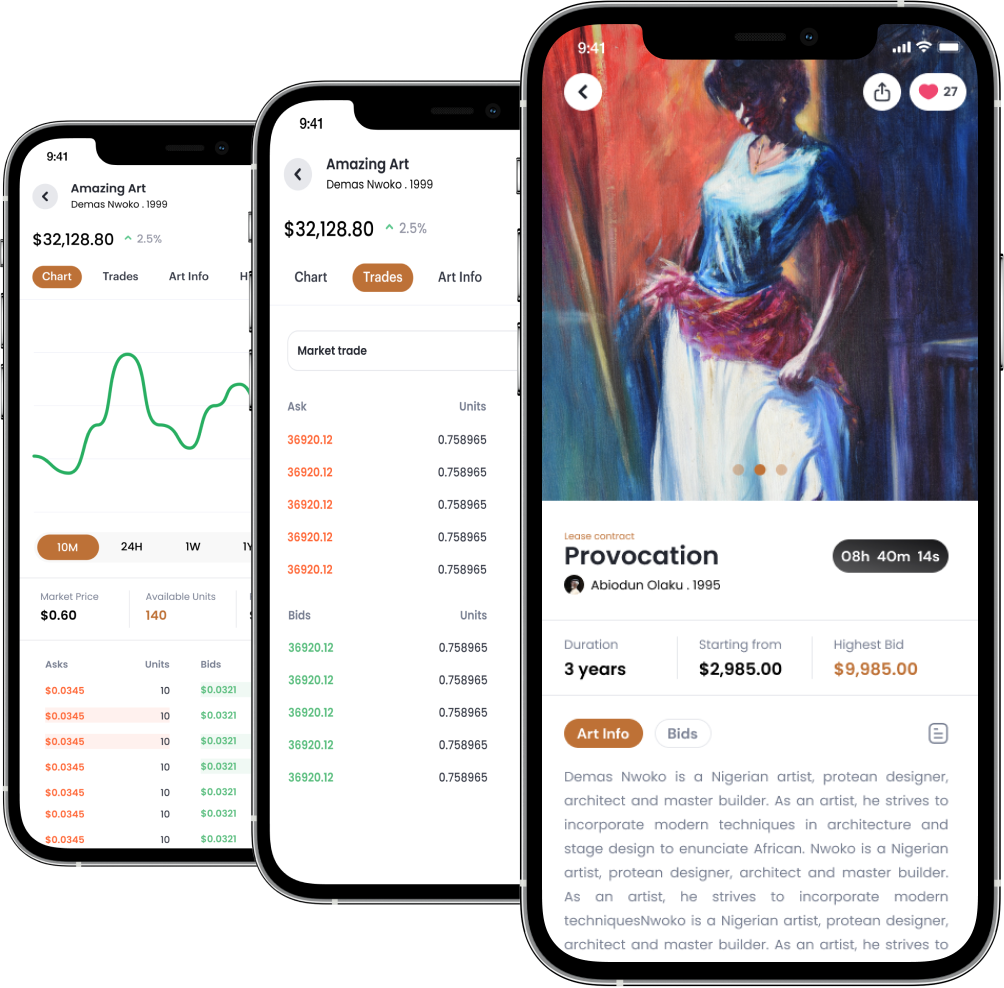 9:41
Amazing Art
Demas Nwoko . 1999
$32,128.80 2.5%
Chart Trades Art Info
10M 24H 1W
Market Price Available Units
$0.60 140
Asks Units Bids
$0.0345 10 $0.0321
$0.0345 10 $0.0321
$0.0345 10 $0.0321
$0.0345 10 $0.0321
$0.0345 10 $0.0321
$0.0345 10 $0.0321
$0.0345 10 $0.0321
9:41
Amazing Art
Demas Nwoko . 1999
$32,128.80 2.5%
Chart Trades Art Info
Market trade
Ask Units
36920.12 0.758965
36920.12 0.758965
36920.12 0.758965
36920.12 0.758965
36920.12 0.758965
Bids Units
36920.12 0.758965
36920.12 0.758965
36920.12 0.758965
36920.12 0.758965
36920.12 0.758965
9:41
27
Lease contract
Provocation
08h 40m 14s
Abiodun Olaku . 1995
Duration Starting from Highest Bid
3 years $2,985.00 $9,985.00
Art Info Bids
Demas Nwoko is a Nigerian artist, protean designer,
architect and master builder. As an artist, he strives to
incorporate modern techniques in architecture and
stage design to enunciate African. Nwoko is a Nigerian
artist, protean designer, architect and master builder.
As an artist, he strives to incorporate modern
techniquesNwoko is a Nigerian artist, protean designer,
architect and master builder. As an artist, he strives to